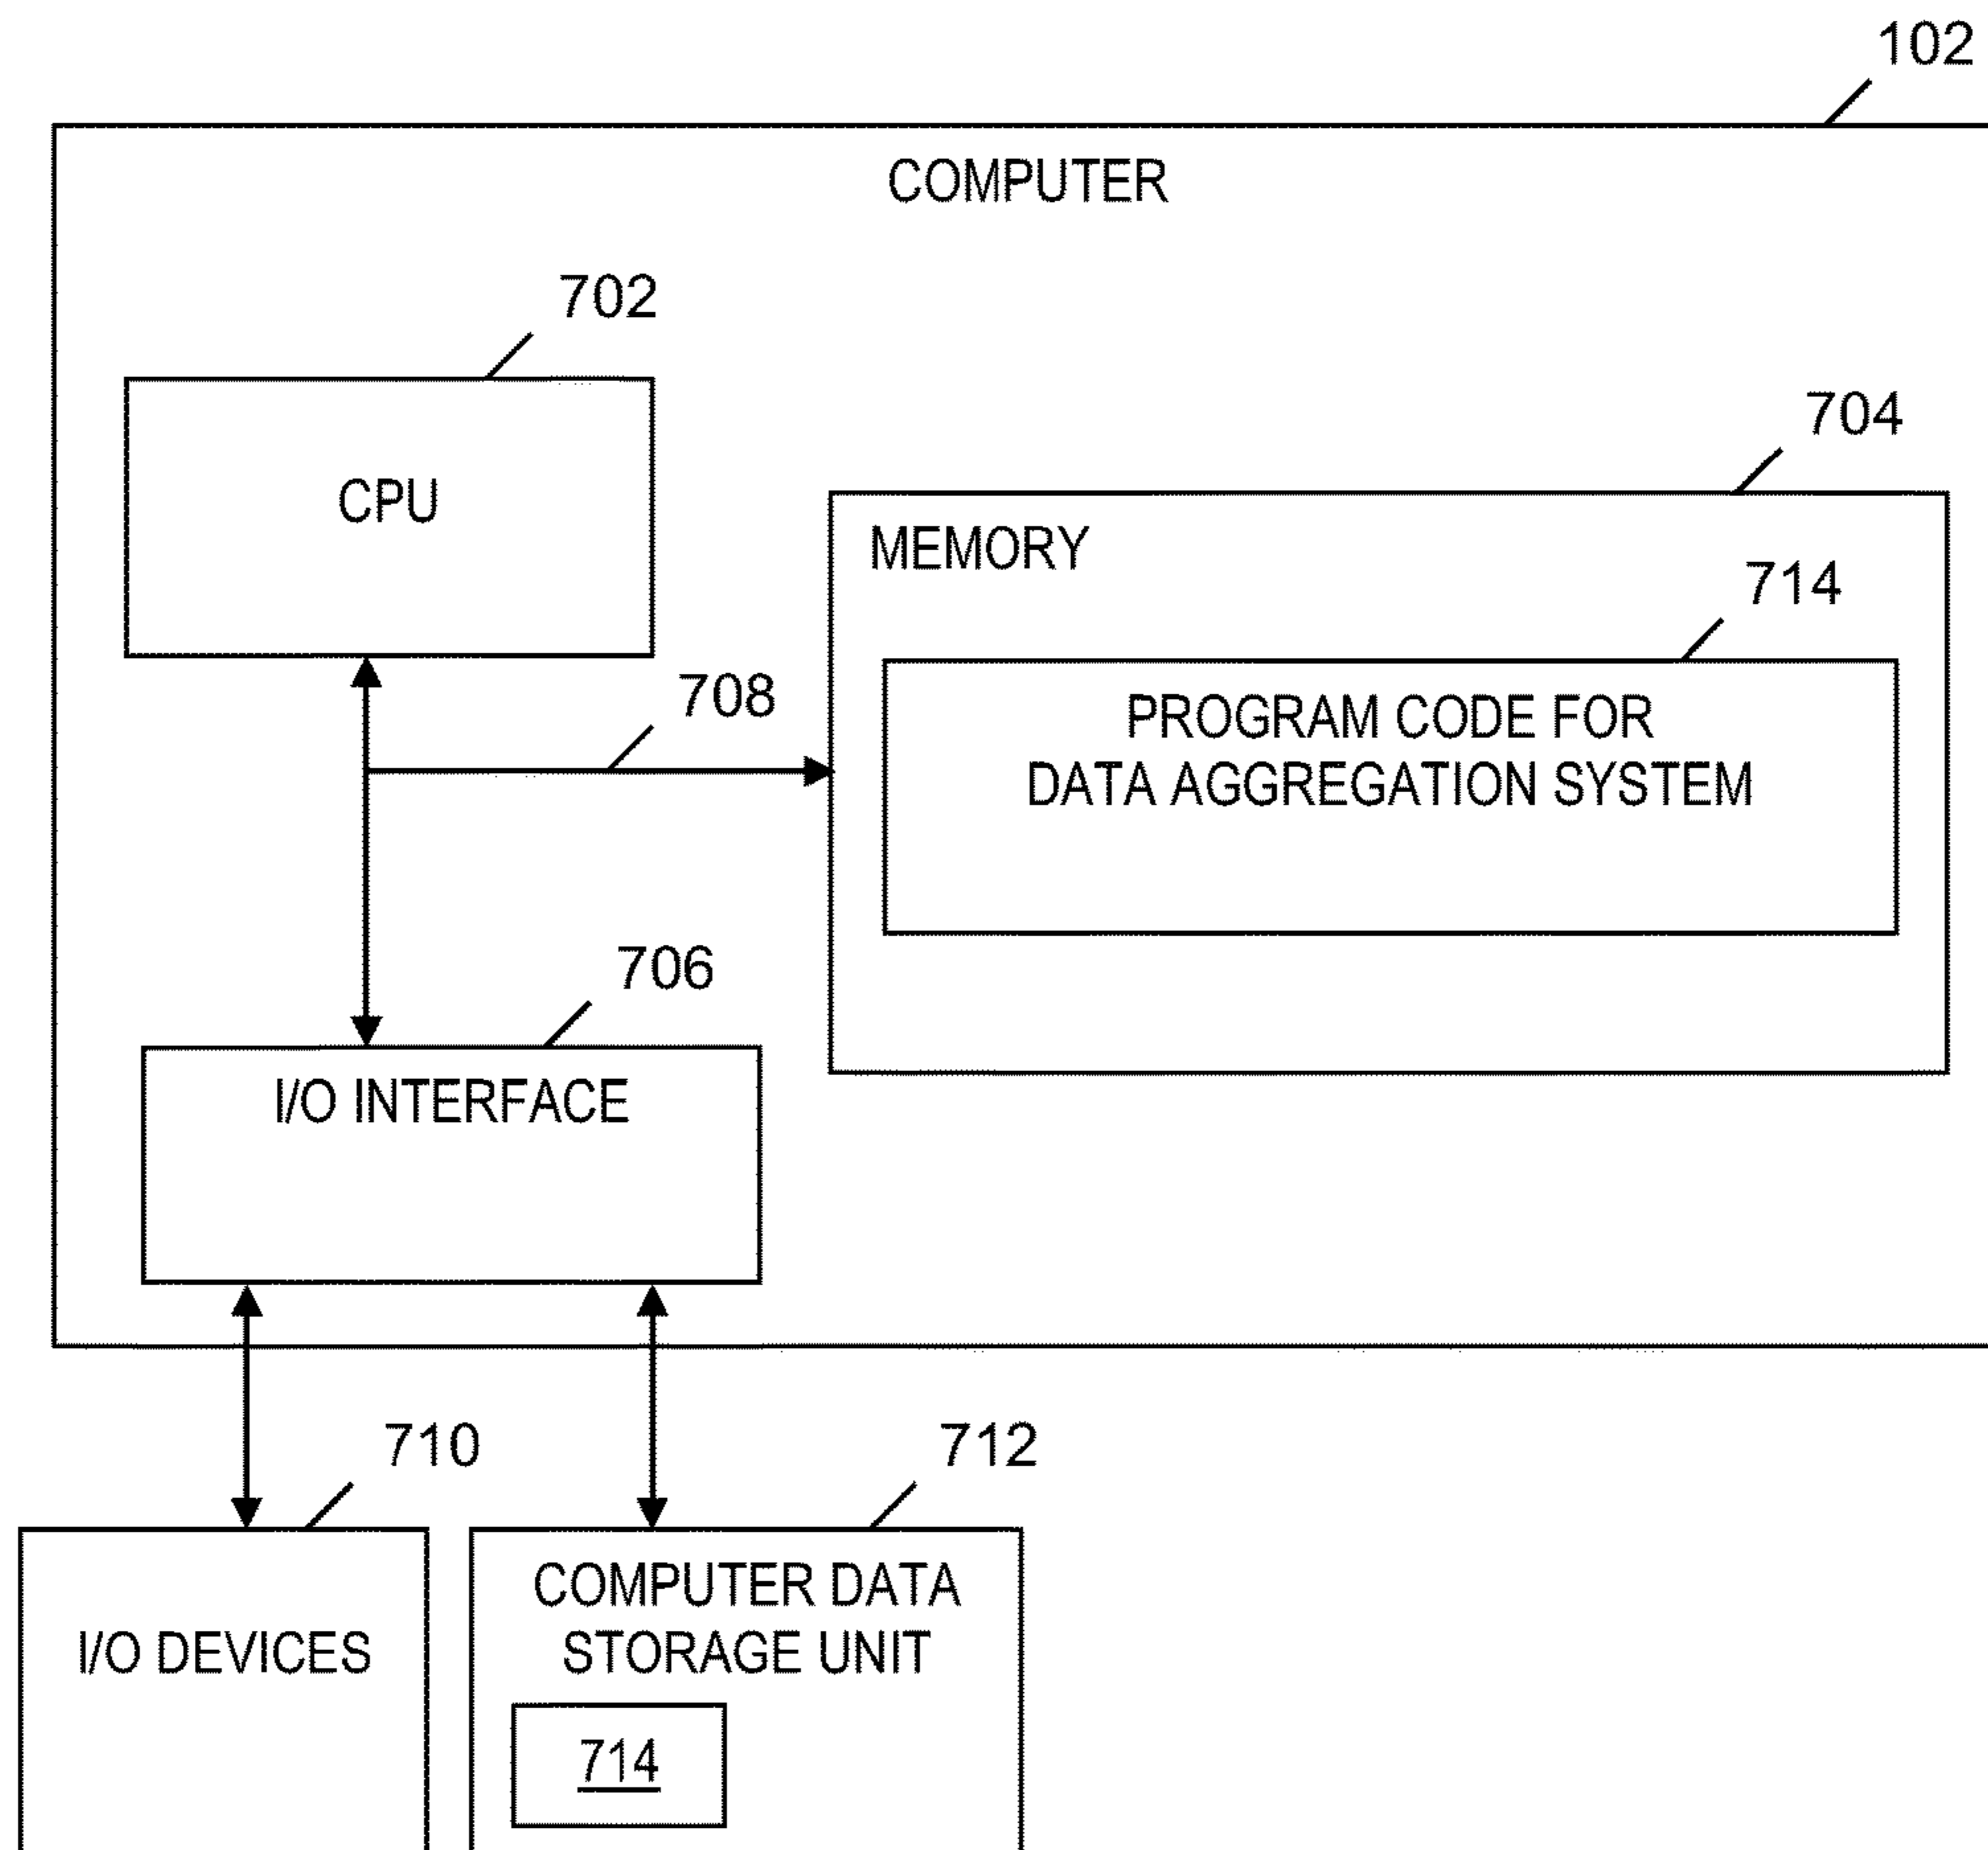 102
COMPUTER
702
CPU
704
MEMORY
714
PROGRAM CODE FOR
DATA AGGREGATION SYSTEM
708
706
I/O INTERFACE
710
712
I/O DEVICES
COMPUTER DATA
STORAGE UNIT
714